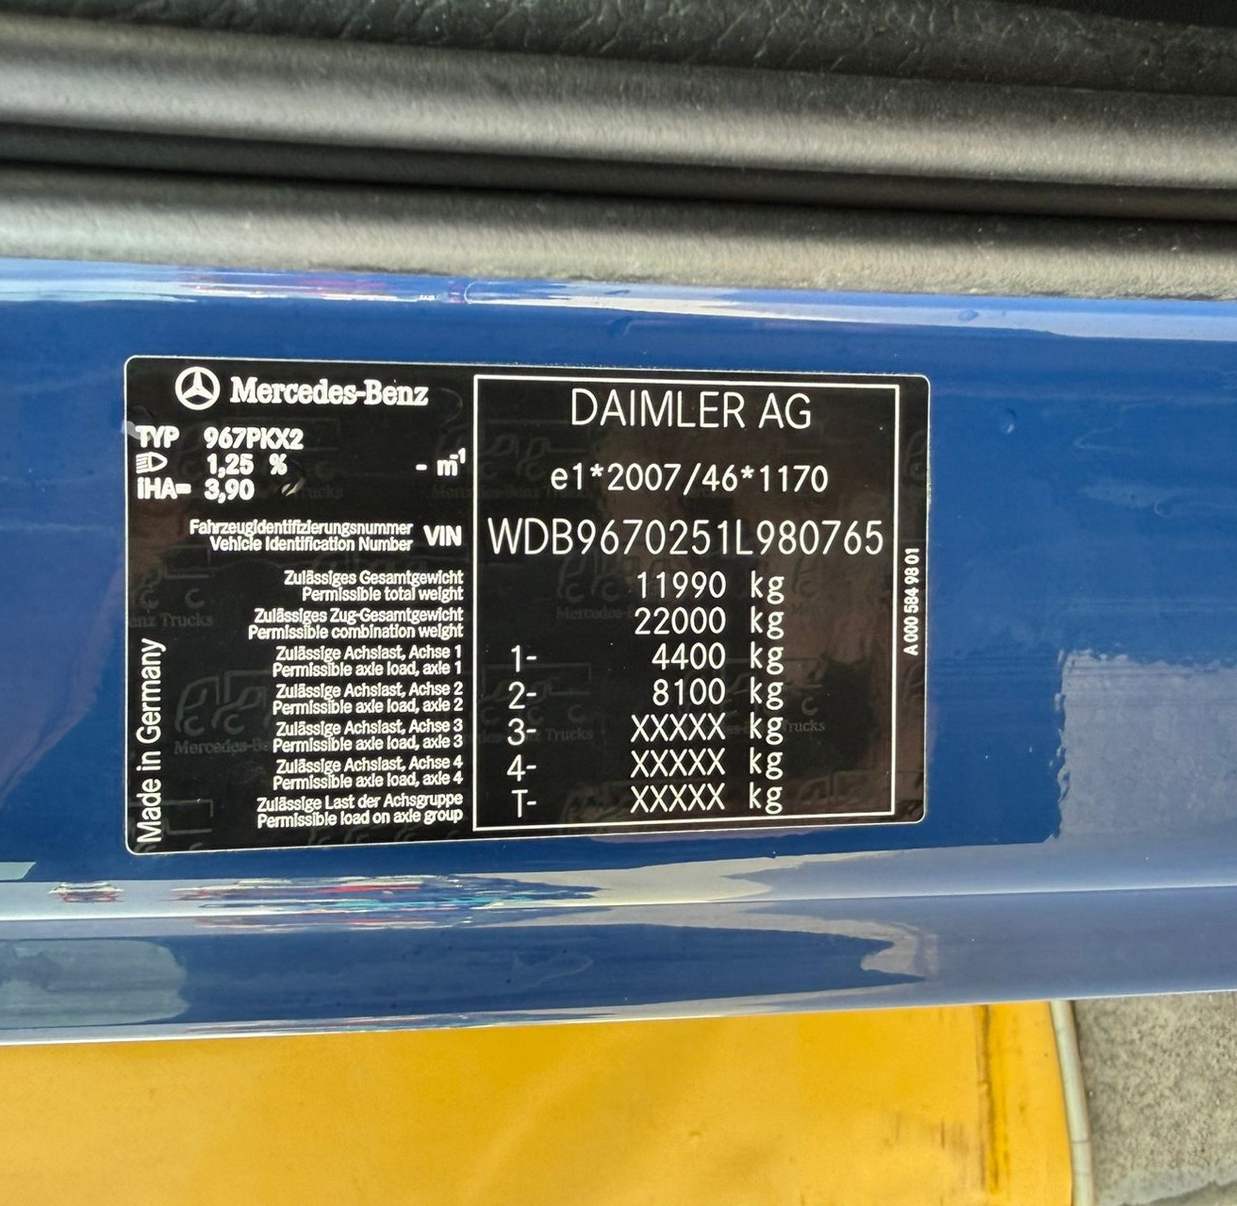 Mercedes-Benz
TYP 967PKX2
1,25 % - m⁻¹
iHA= 3,90
DAIMLER AG
e1*2007/46*1170
Fahrzeugidentifizierungsnummer
Vehicle Identification Number
VIN WDB9670251L980765
Zulässiges Gesamtgewicht
Permissible total weight
11990 kg
Zulässiges Zug-Gesamtgewicht
Permissible combination weight
22000 kg
Zulässige Achslast, Achse 1
Permissible axle load, axle 1
1- 4400 kg
Zulässige Achslast, Achse 2
Permissible axle load, axle 2
2- 8100 kg
Zulässige Achslast, Achse 3
Permissible axle load, axle 3
3- XXXXX kg
Zulässige Achslast, Achse 4
Permissible axle load, axle 4
4- XXXXX kg
Zulässige Last der Achsgruppe
Permissible load on axle group
T- XXXXX kg
Made in Germany
A 000 584 98 01